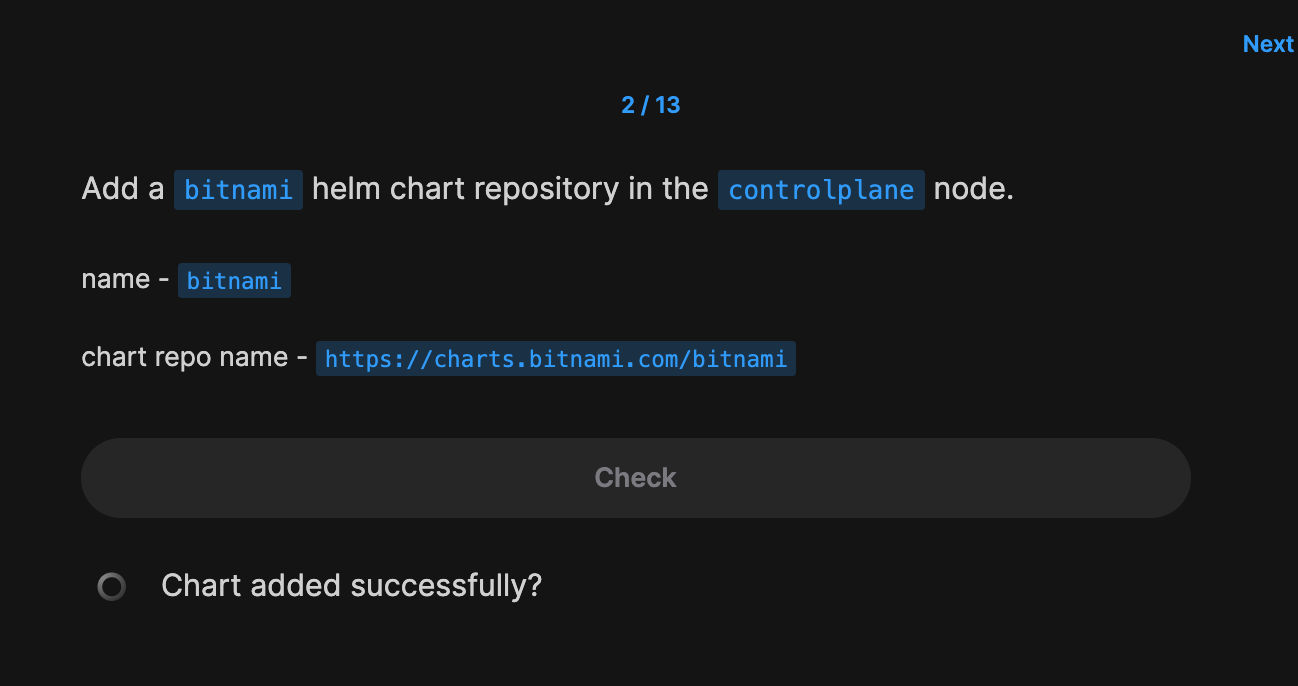 Next
2 / 13
Add a bitnami helm chart repository in the controlplane node.
name - bitnami
chart repo name - https://charts.bitnami.com/bitnami
Check
Chart added successfully?